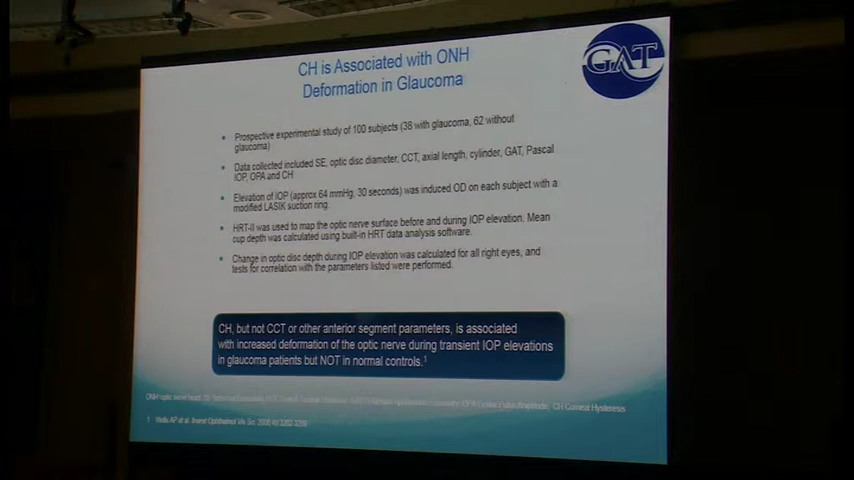 CH is Associated with ONH
Deformation in Glaucoma
GAT
• Prospective experimental study of 100 subjects (38 with glaucoma, 62 without
glaucoma)
• Data collected included SE, optic disc diameter, CCT, axial length, cylinder, GAT, Pascal
IOP, OPA and CH
• Elevation of IOP (approx 64 mmHg, 30 seconds) was induced OD on each subject with a
modified LASIK suction ring.
• HRT-II was used to map the optic nerve surface before and during IOP elevation. Mean
cup depth was calculated using built-in HRT data analysis software.
• Change in optic disc depth during IOP elevation was calculated for all right eyes, and
tests for correlation with the parameters listed were performed.
CH, but not CCT or other anterior segment parameters, is associated
with increased deformation of the optic nerve during transient IOP elevations
in glaucoma patients but NOT in normal controls.1
ONH optic nerve head, CH Corneal Hysteresis
1 Wells AP et al. Invest Ophthalmol Vis Sci. 2008